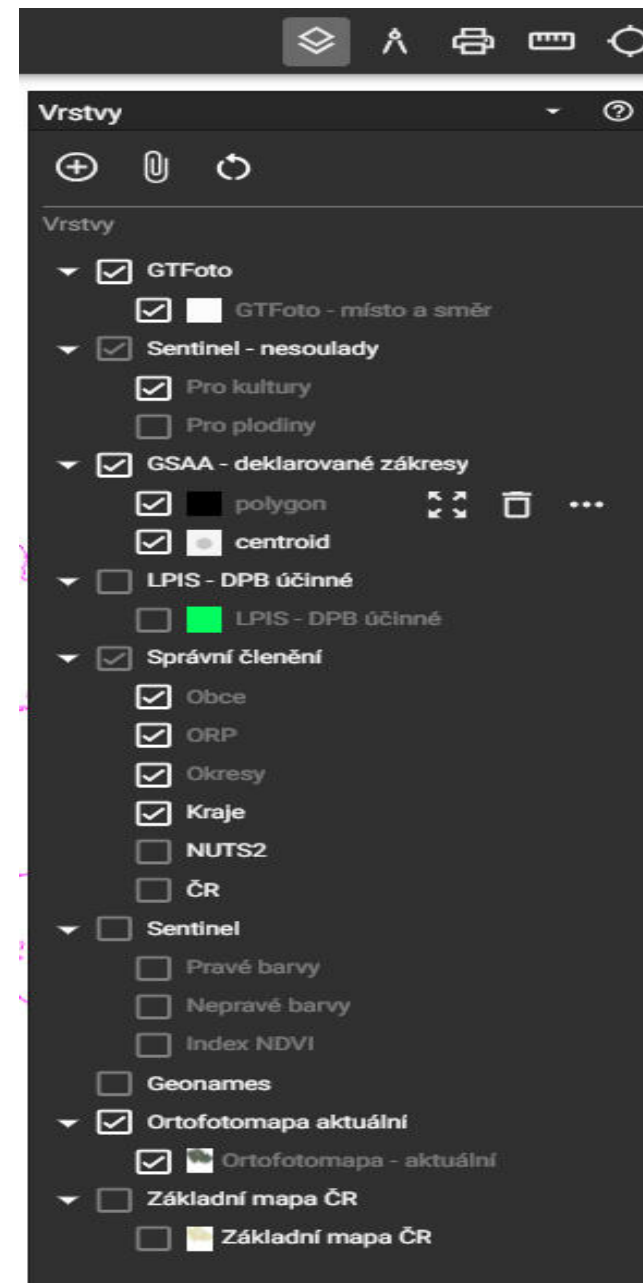 Vrstvy
Vrstvy
GTFoto
GTFoto - místo a směr
Sentinel - nesoulady
Pro kultury
Pro plodiny
GSAA - deklarované zákresy
polygon
centroid
LPIS - DPB účinné
LPIS - DPB účinné
Správní členění
Obce
ORP
Okresy
Kraje
NUTS2
ČR
Sentinel
Pravé barvy
Nepravé barvy
Index NDVI
Geonames
Ortofotomapa aktuální
Ortofotomapa - aktuální
Základní mapa ČR
Základní mapa ČR